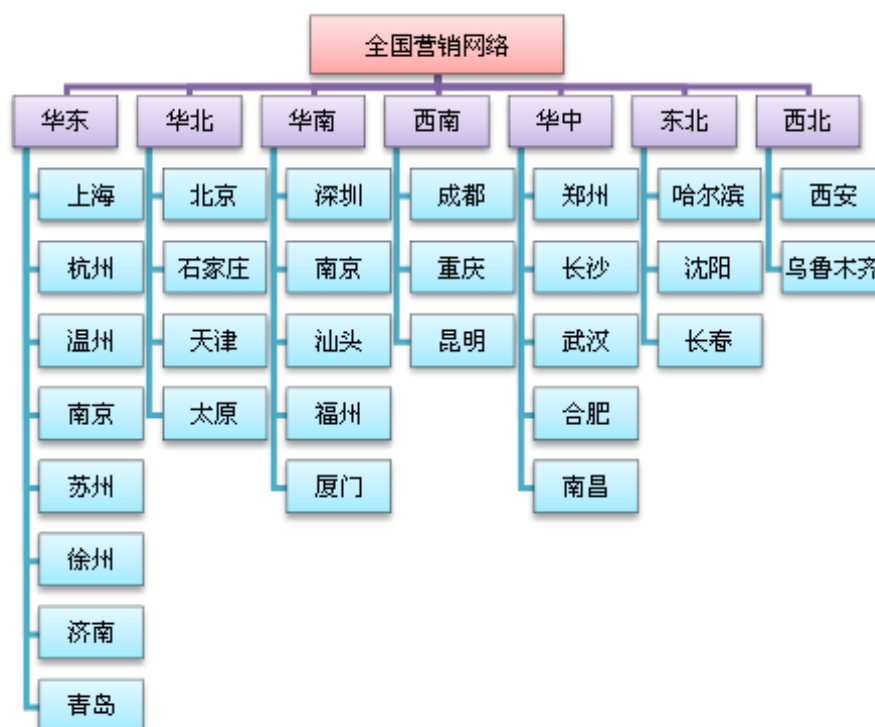 全国营销网络
华东
华北
华南
西南
华中
东北
西北
上海
北京
深圳
成都
郑州
哈尔滨
西安
杭州
石家庄
南京
重庆
长沙
沈阳
乌鲁木齐
温州
天津
汕头
昆明
武汉
长春
南京
太原
福州
合肥
苏州
厦门
南昌
徐州
济南
青岛